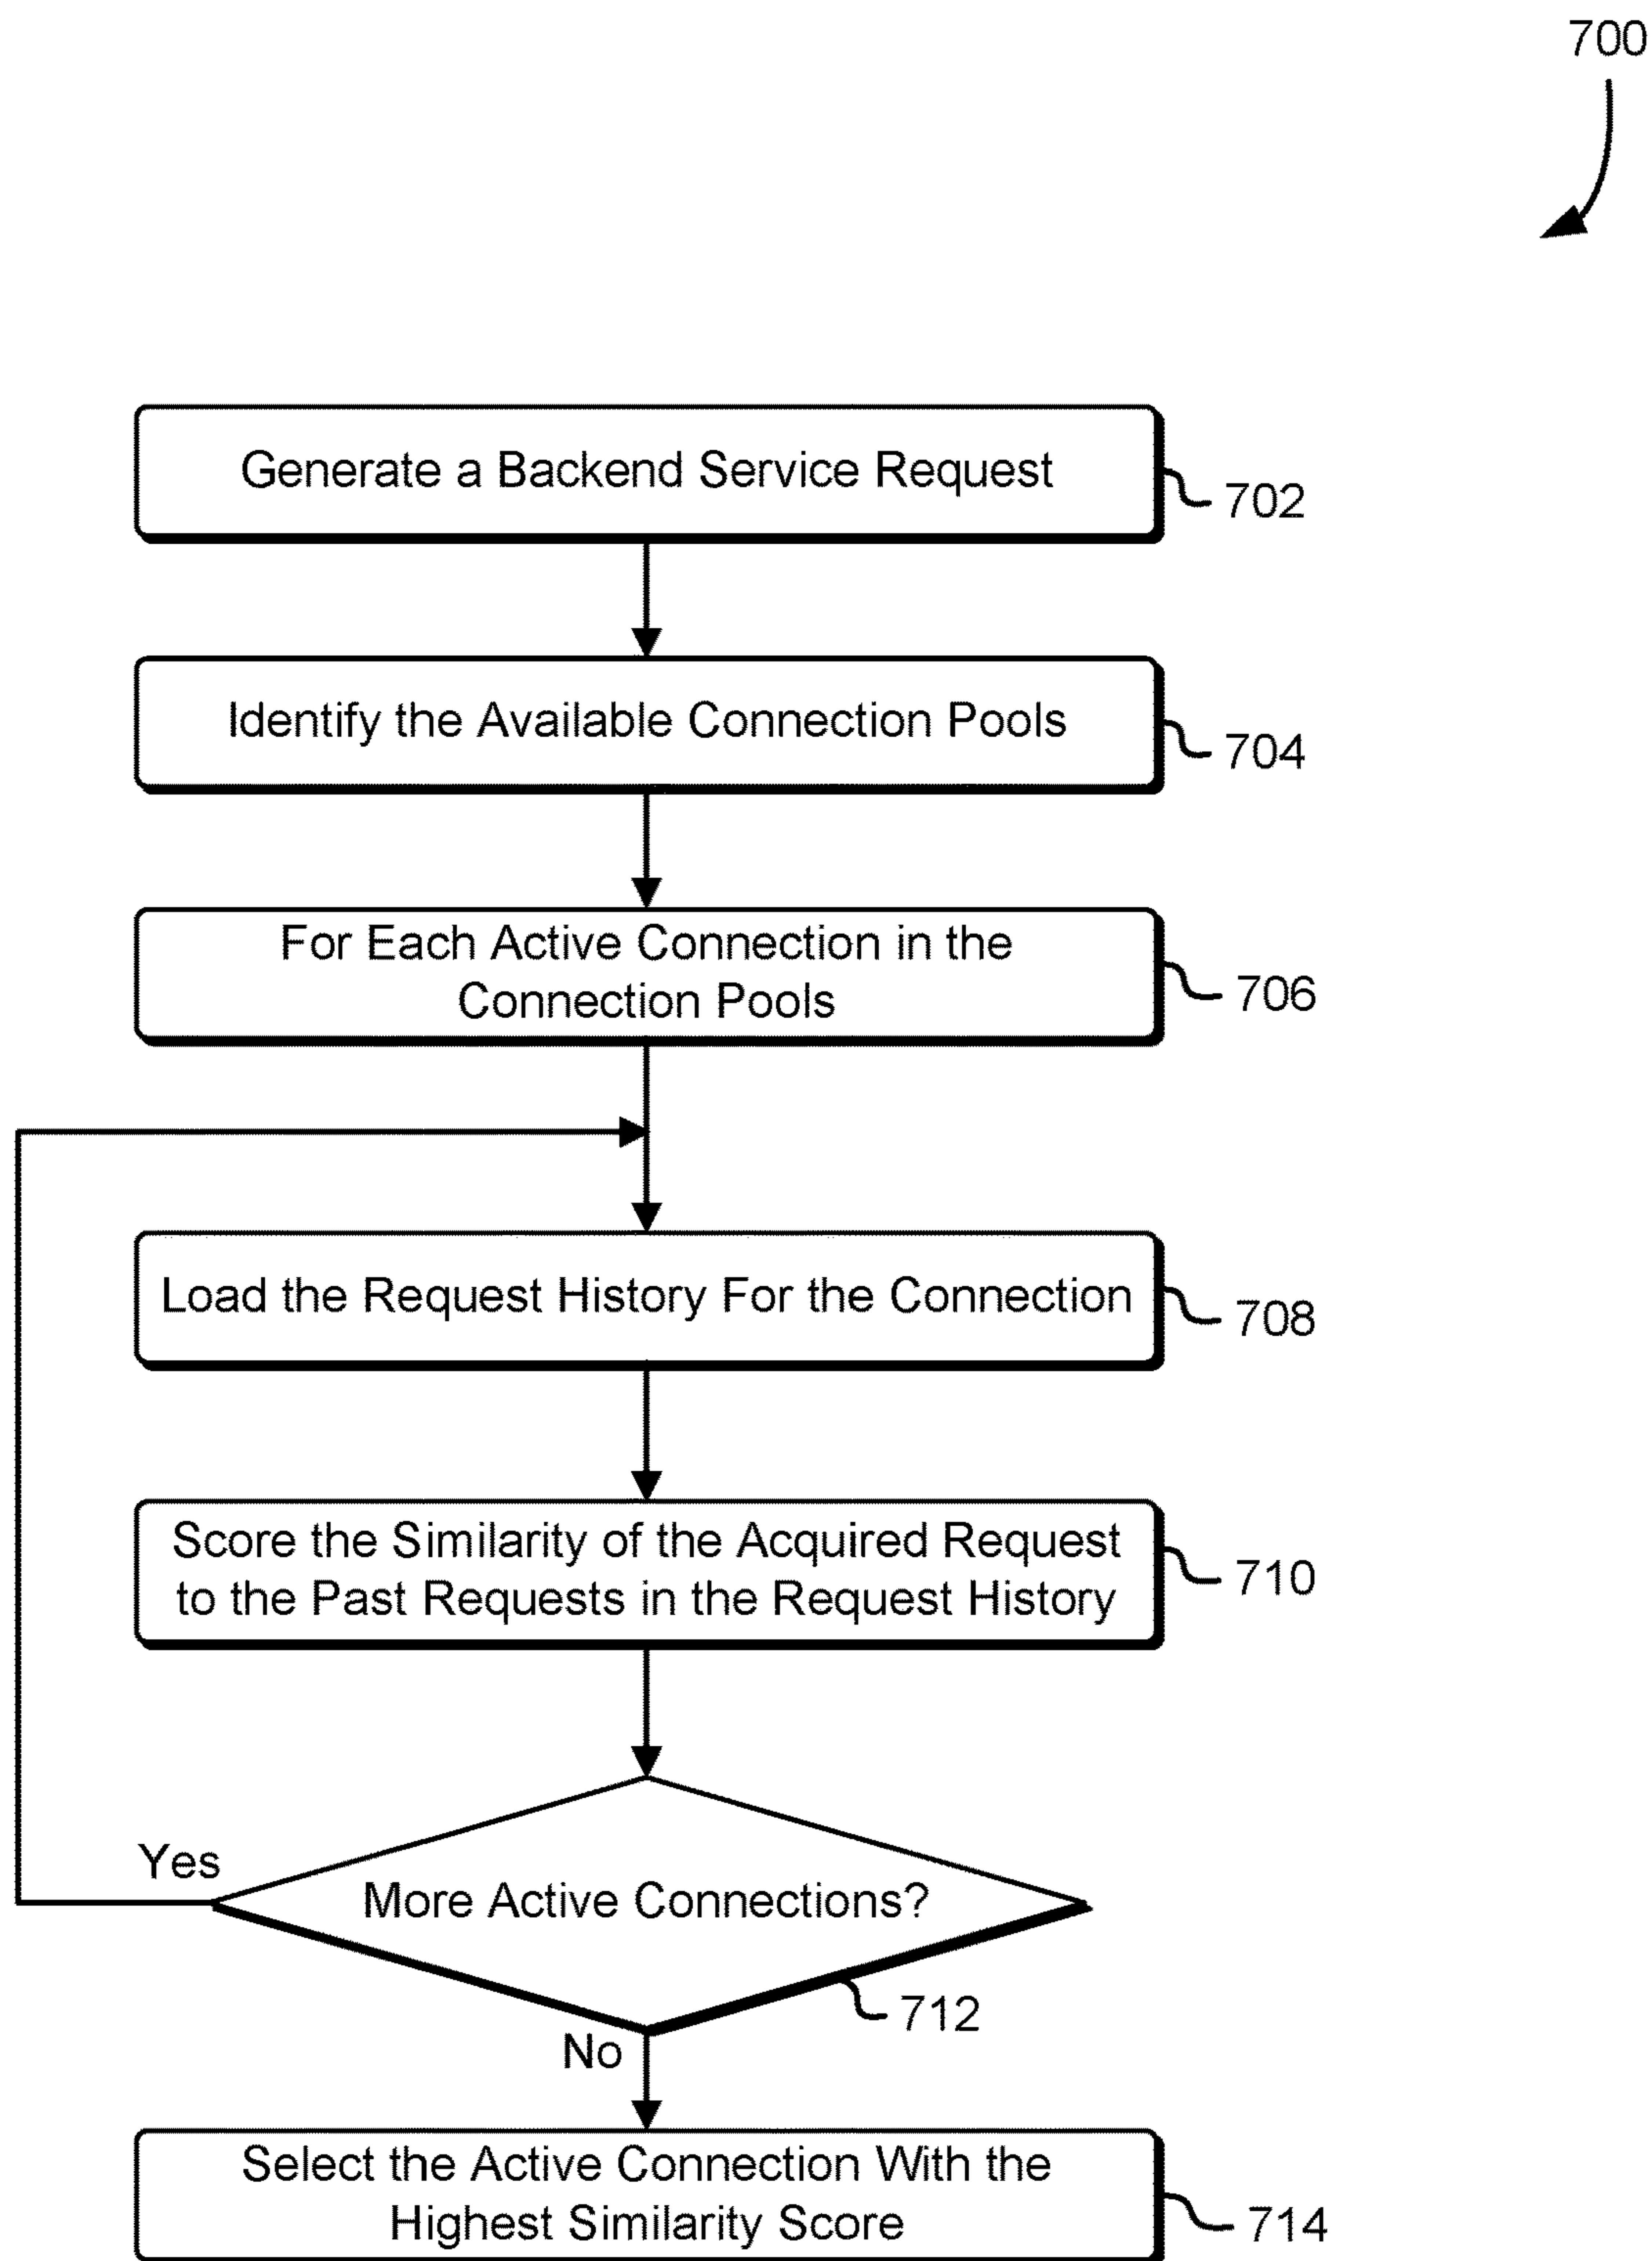 700
Generate a Backend Service Request
702
Identify the Available Connection Pools
704
For Each Active Connection in the
Connection Pools
706
Load the Request History For the Connection
708
Score the Similarity of the Acquired Request
to the Past Requests in the Request History
710
Yes
More Active Connections?
712
No
Select the Active Connection With the
Highest Similarity Score
714